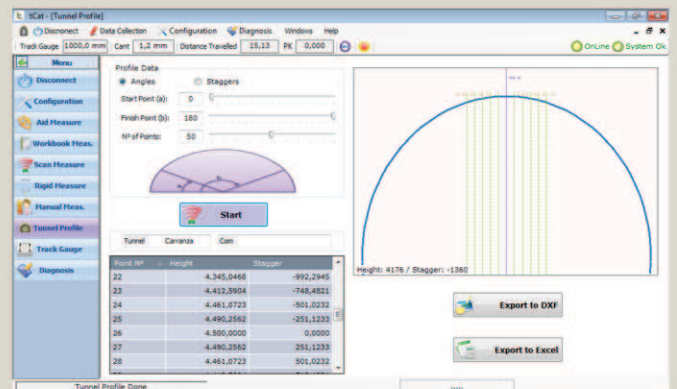 tCat - [Tunnel Profile]
Disconnect Data Collection Configuration Diagnosis Windows Help
Track Gauge 1000,0 mm Cant 1,2 mm Distance Travelled 15,13 PK 0,000 OnLine System Ok
Menu
Disconnect
Configuration
Aid Measure
Workbook Meas.
Scan Measure
Rigid Measure
Manual Meas.
Tunnel Profile
Track Gauge
Diagnosis
Profile Data
Angles Staggers
Start Point (a): 0
Finish Point (b): 180
Nº of Points: 50
Start
Tunnel Carranza Com
Point Nº Height Stagger
22 4.345,0460 -992,2945
23 4.412,5904 -748,4821
24 4.461,0723 -501,0232
25 4.490,2562 -251,1233
26 4.500,0000 0,0000
27 4.490,2562 251,1233
28 4.461,0723 501,0232
Height: 4176 / Stagger: -1360
Export to DXF
Export to Excel
Tunnel Profile Done